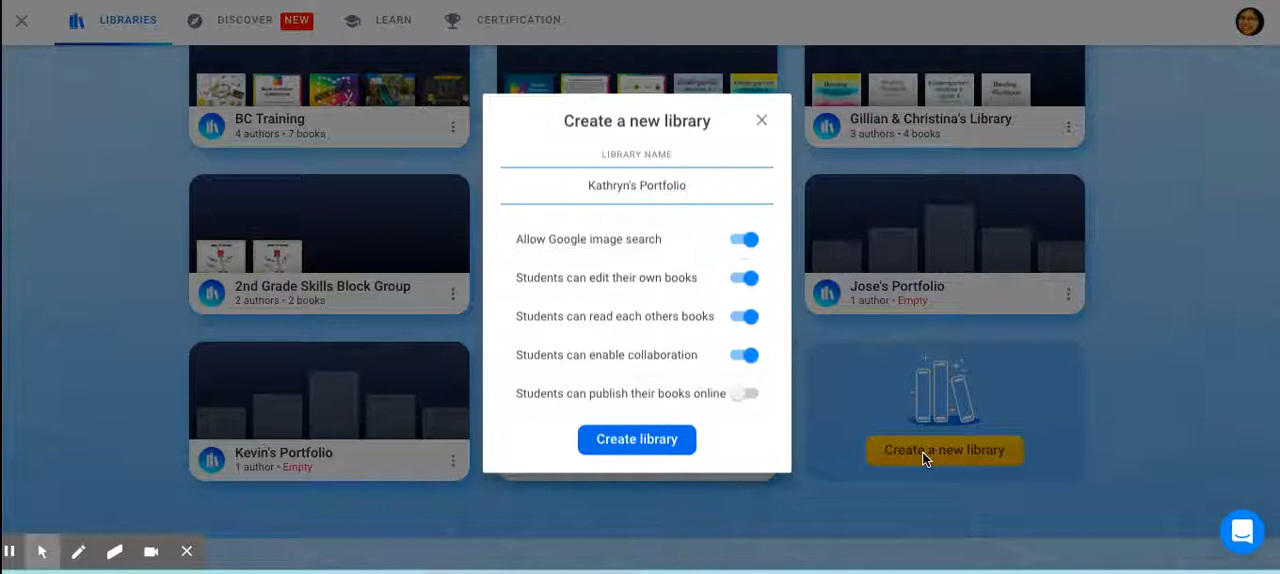 LIBRARIES
DISCOVER NEW
LEARN
CERTIFICATION
BC Training
4 authors • 7 books
Gillian & Christina's Library
3 authors • 4 books
Create a new library
LIBRARY NAME
Kathryn's Portfolio
Allow Google image search
Students can edit their own books
Students can read each others books
Students can enable collaboration
Students can publish their books online
Create library
2nd Grade Skills Block Group
2 authors • 2 books
Jose's Portfolio
1 author • Empty
Kevin's Portfolio
1 author • Empty
Create a new library